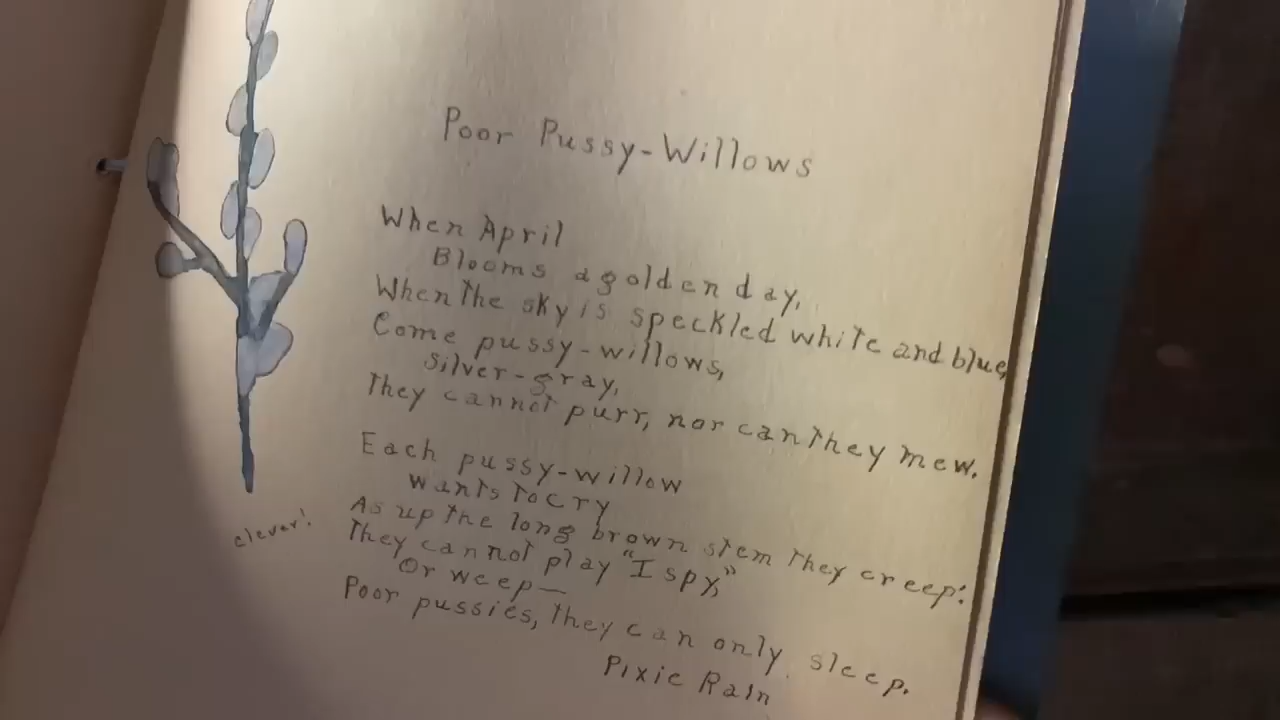 Poor Pussy-Willows
When April
Blooms a golden day,
When the sky is speckled white and blue,
Come pussy-willows,
Silver-gray,
They cannot purr, nor can they mew.
Each pussy-willow
wants to cry
As up the long brown stem they creep:
They cannot play "I spy,"
Or weep—
Poor pussies, they can only sleep.
Pixie Rain
clever!